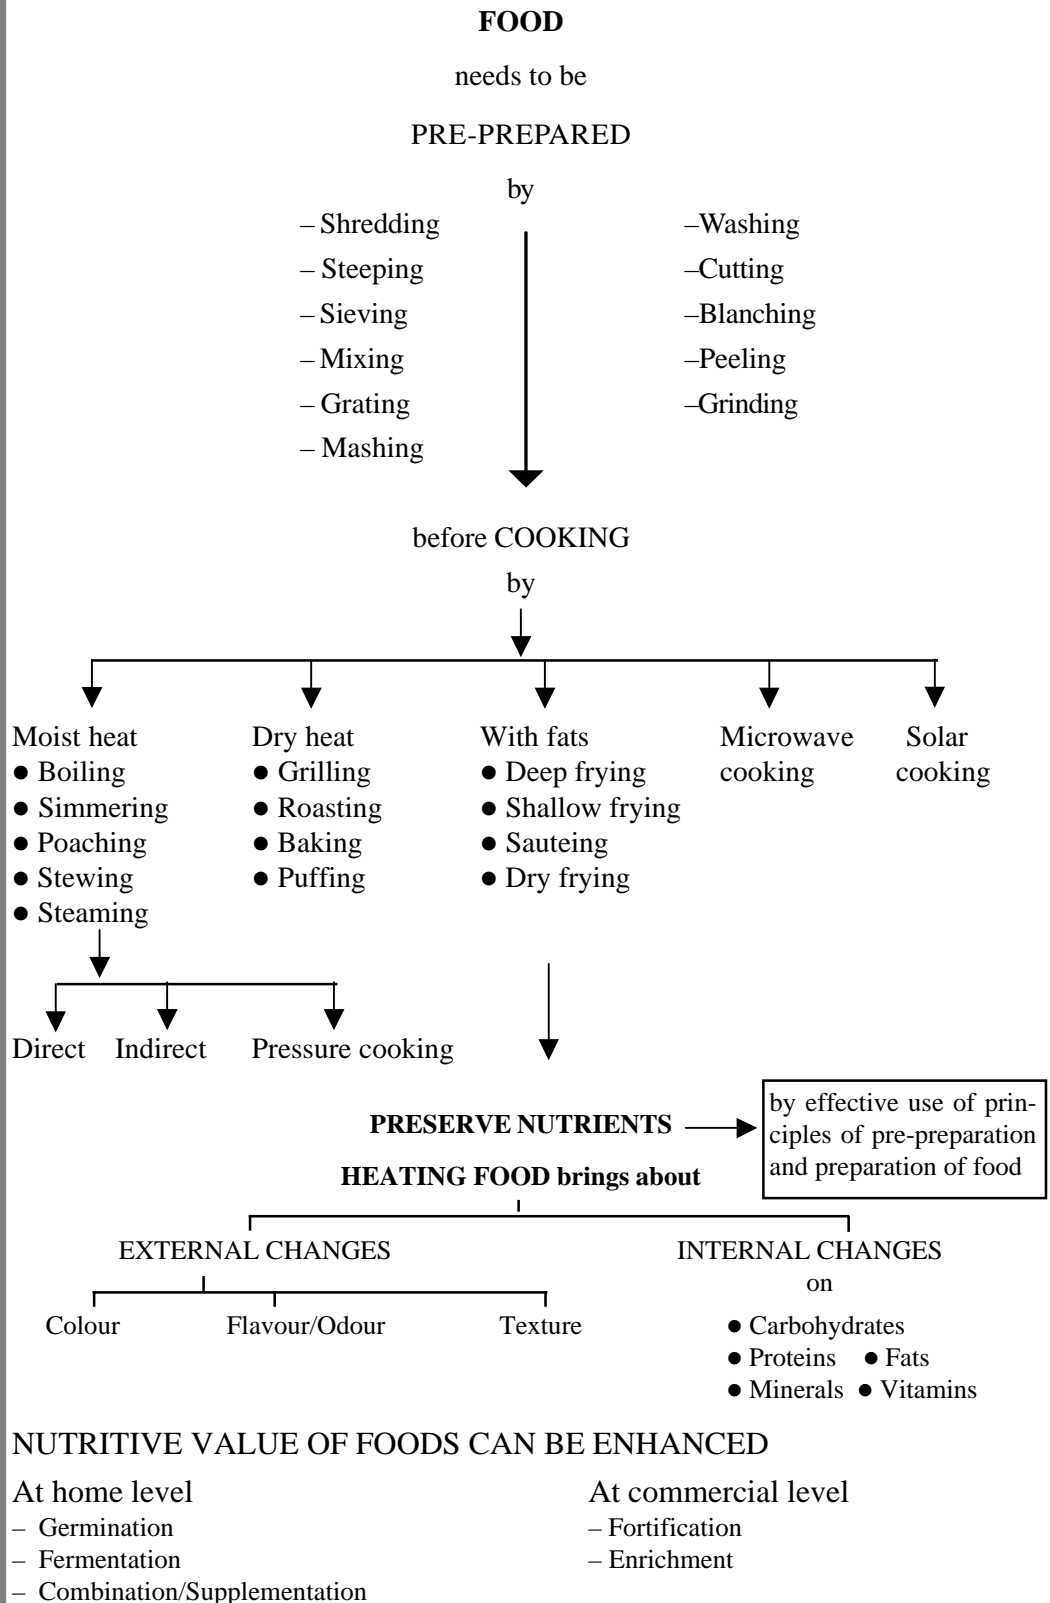 FOOD
needs to be
PRE-PREPARED
by
– Shredding
– Steeping
– Sieving
– Mixing
– Grating
– Mashing
–Washing
–Cutting
–Blanching
–Peeling
–Grinding
before COOKING
by
Moist heat
● Boiling
● Simmering
● Poaching
● Stewing
● Steaming
Dry heat
● Grilling
● Roasting
● Baking
● Puffing
With fats
● Deep frying
● Shallow frying
● Sauteing
● Dry frying
Microwave
cooking
Solar
cooking
Direct
Indirect
Pressure cooking
PRESERVE NUTRIENTS
by effective use of prin-
ciples of pre-preparation
and preparation of food
HEATING FOOD brings about
EXTERNAL CHANGES
Colour
Flavour/Odour
Texture
INTERNAL CHANGES
on
● Carbohydrates
● Proteins ● Fats
● Minerals ● Vitamins
NUTRITIVE VALUE OF FOODS CAN BE ENHANCED
At home level
– Germination
– Fermentation
– Combination/Supplementation
At commercial level
– Fortification
– Enrichment